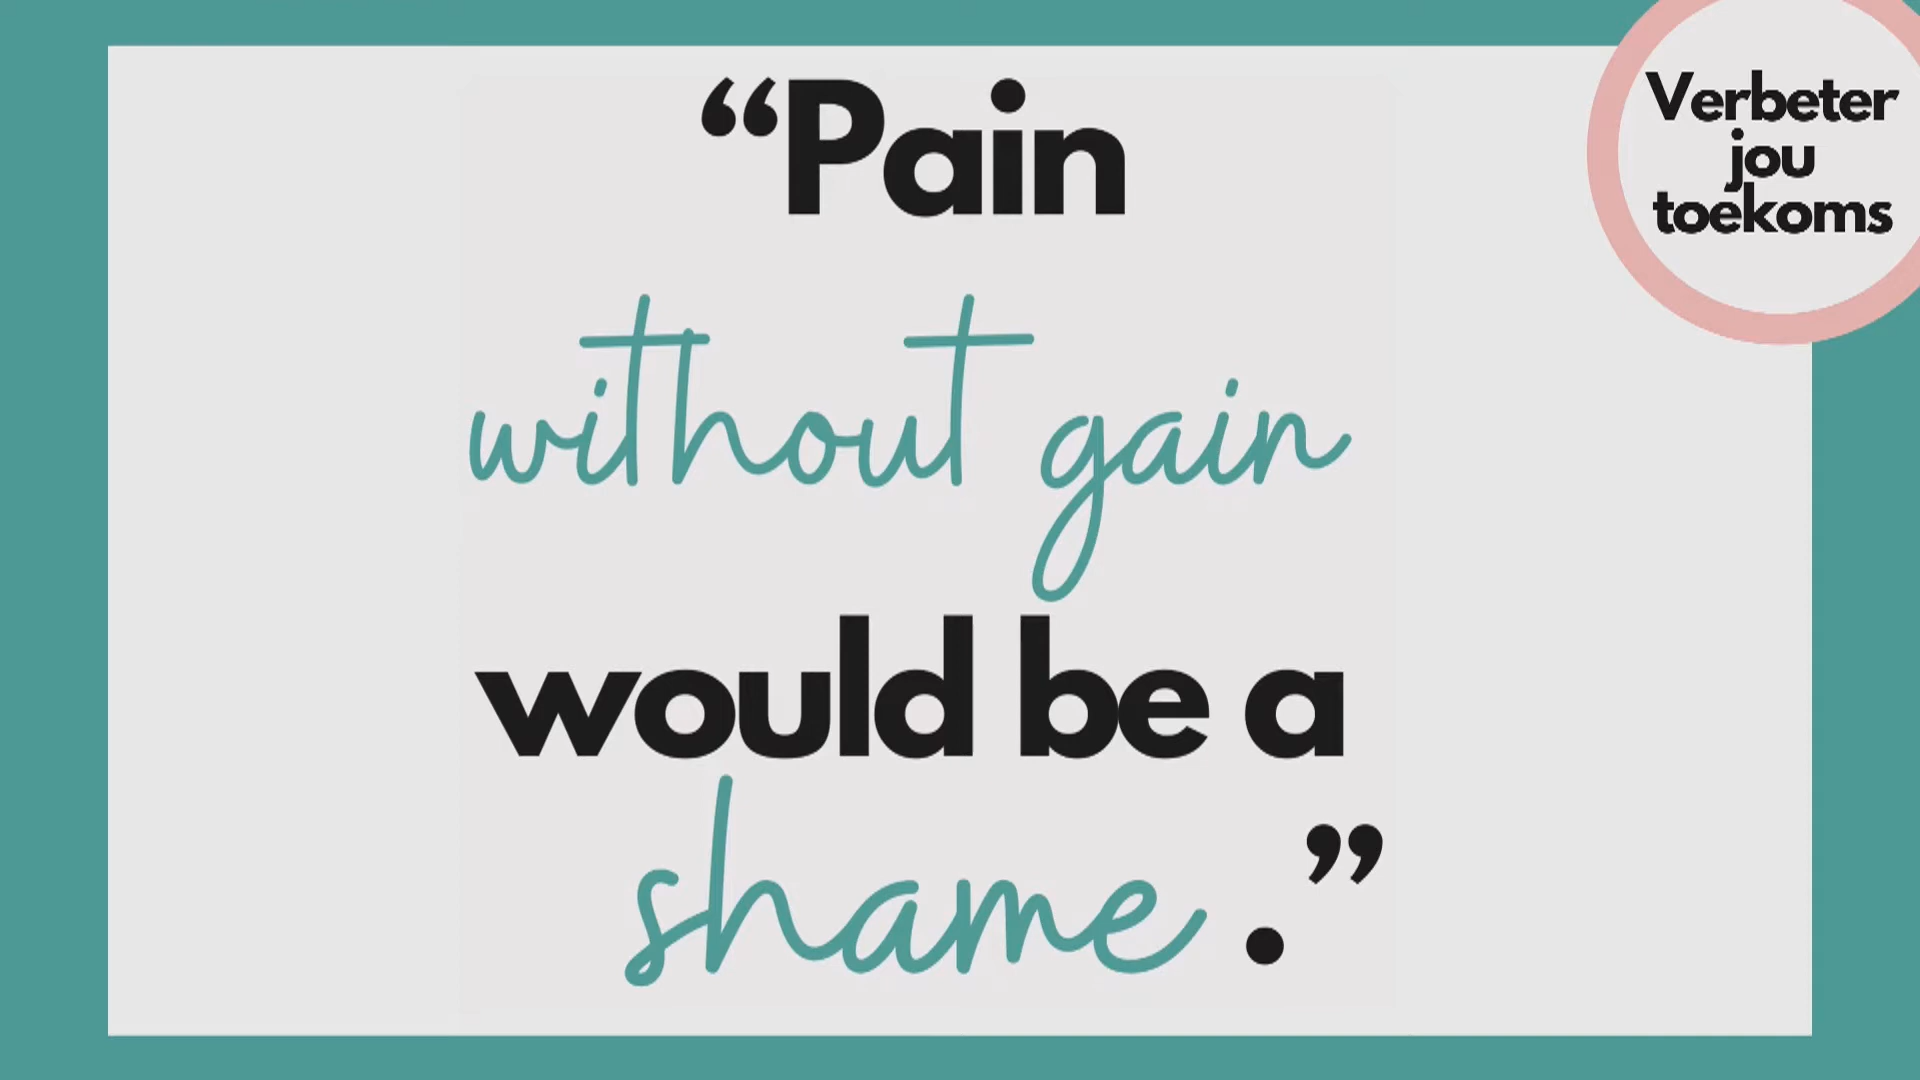 “Pain
without gain
would be a
shame.”
Verbeter
jou
toekoms